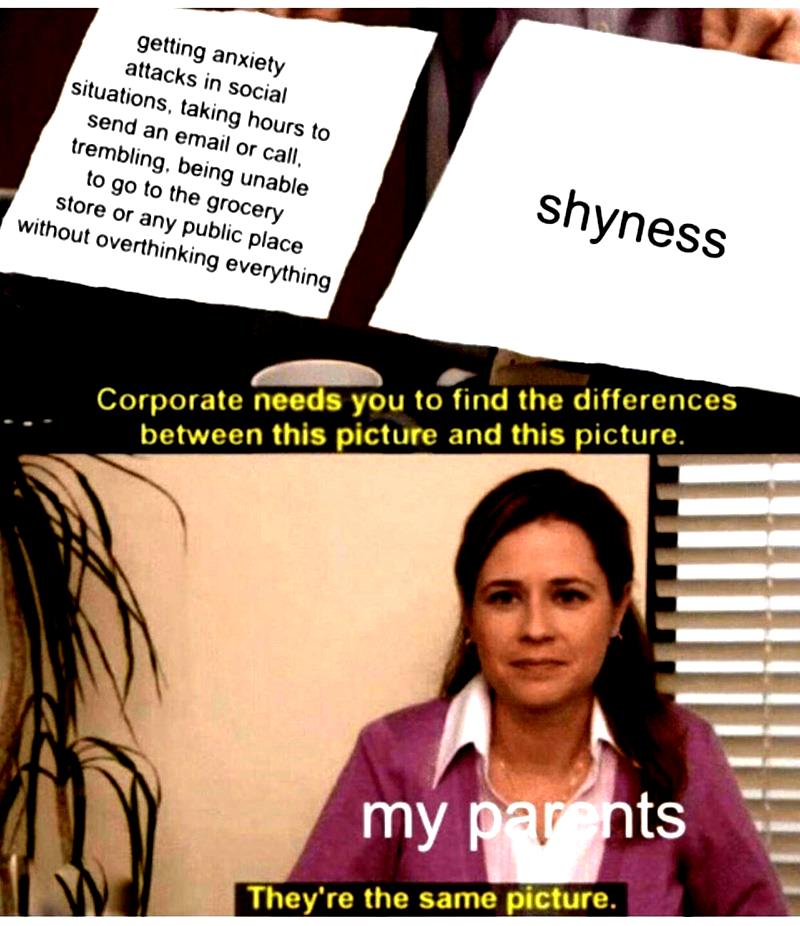 getting anxiety
attacks in social
situations, taking hours to
send an email or call,
trembling, being unable
to go to the grocery
store or any public place
without overthinking everything
shyness
Corporate needs you to find the differences
between this picture and this picture.
my parents
They're the same picture.